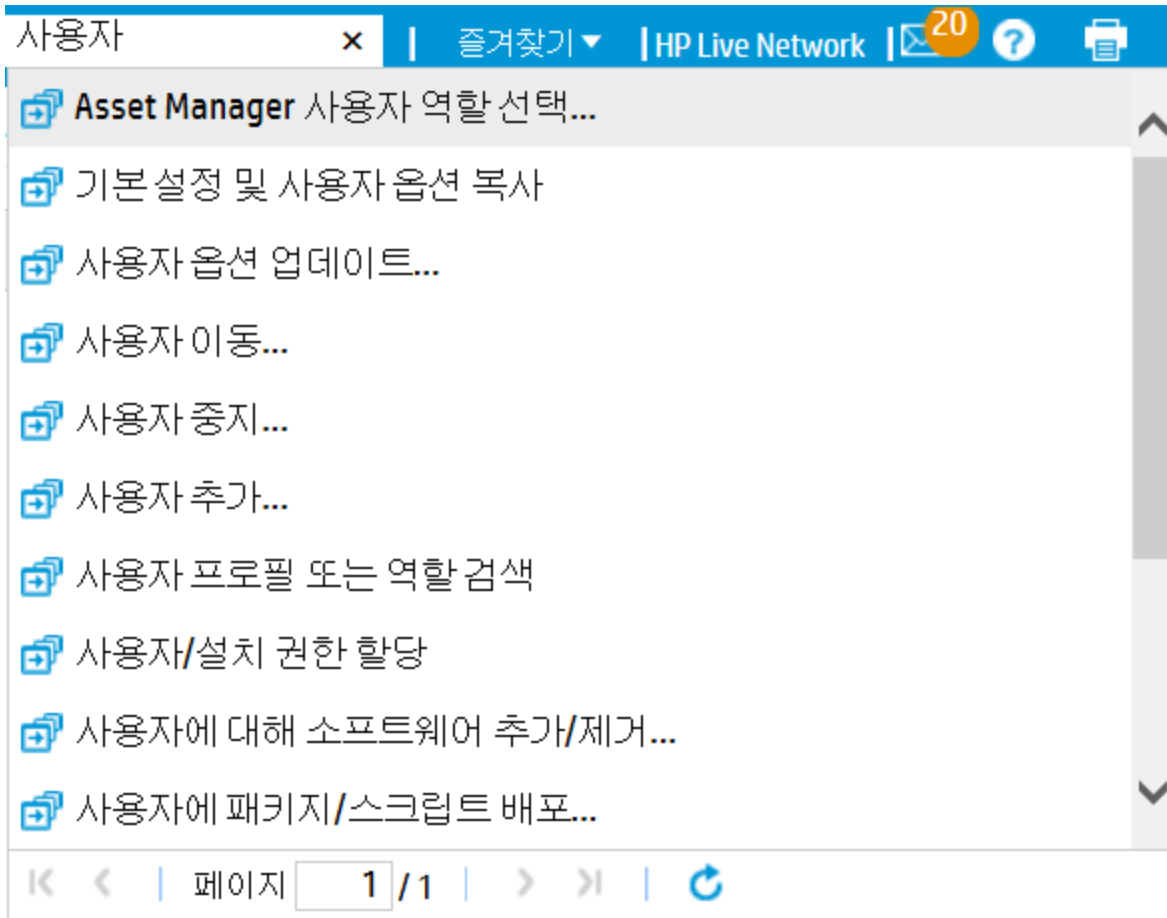 사용자 × | 즐겨찾기▼ | HP Live Network | 20 ?
Asset Manager 사용자 역할 선택...
기본 설정 및 사용자 옵션 복사
사용자 옵션 업데이트...
사용자 이동...
사용자 중지...
사용자 추가...
사용자 프로필 또는 역할 검색
사용자/설치 권한 할당
사용자에 대해 소프트웨어 추가/제거...
사용자에 패키지/스크립트 배포...
페이지 1 / 1